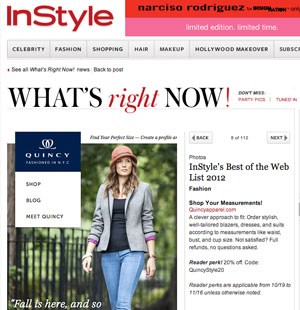 InStyle
narciso rodriguez for DESIGNATION
limited edition. limited time.
CELEBRITY FASHION SHOPPING HAIR MAKEUP HOLLYWOOD MAKEOVER SUBSC
See all What's Right Now! news | Back to post
WHAT'S right NOW!
DON'T MISS:
PARTY PICS | TUNED IN
QUINCY
FASHIONED IN NYC
Find Your Perfect Size — Create a profile an
SHOP
BLOG
MEET QUINCY
"Fall is here, and so
BACK 8 of 112 NEXT
Photos
InStyle's Best of the Web
List 2012
Fashion
Shop Your Measurements!
Quincyapparel.com
A clever approach to fit: Order stylish,
well-tailored blazers, dresses, and suits
according to measurements like waist,
bust, and cup size. Not satisfied? Full
refunds, no questions asked.
Reader perk! 20% off. Code:
QuincyStyle20
Reader perks are applicable from 10/19 to
11/16 unless otherwise noted.